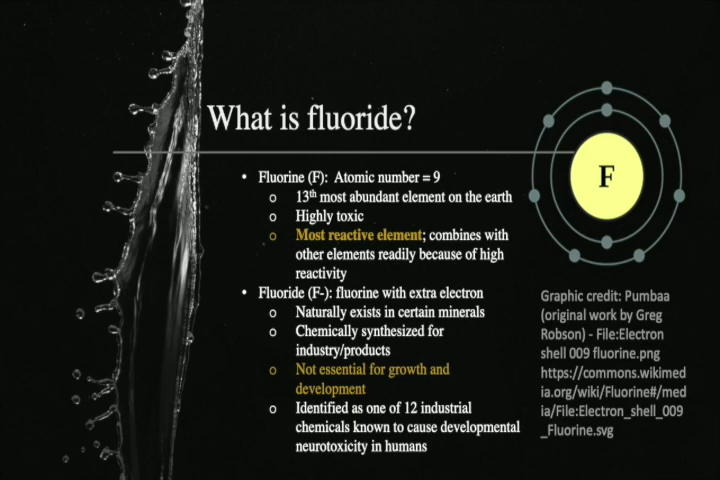 What is fluoride?
F
• Fluorine (F): Atomic number = 9
o 13th most abundant element on the earth
o Highly toxic
o Most reactive element; combines with
other elements readily because of high
reactivity
• Fluoride (F-): fluorine with extra electron
o Naturally exists in certain minerals
o Chemically synthesized for
industry/products
o Not essential for growth and
development
o Identified as one of 12 industrial
chemicals known to cause developmental
neurotoxicity in humans
Graphic credit: Pumbaa
(original work by Greg
Robson) - File:Electron
shell 009 fluorine.png
https://commons.wikimed
ia.org/wiki/Fluorine#/med
ia/File:Electron_shell_009
_Fluorine.svg